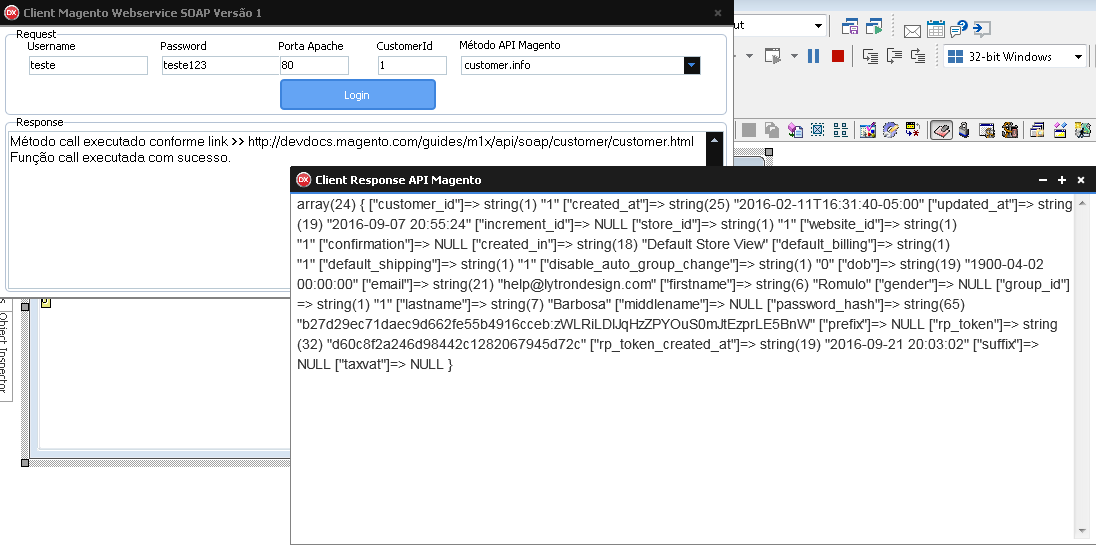 Client Magento Webservice SOAP Versão 1
Request
Username Password Porta Apache CustomerId Método API Magento
teste teste123 80 1 customer.info
Login
Response
Método call executado conforme link >> http://devdocs.magento.com/guides/m1x/api/soap/customer/customer.html
Função call executada com sucesso.
ut
32-bit Windows
Object Inspector
Client Response API Magento
array(24) { ["customer_id"]=> string(1) "1" ["created_at"]=> string(25) "2016-02-11T16:31:40-05:00" ["updated_at"]=> string
(19) "2016-09-07 20:55:24" ["increment_id"]=> NULL ["store_id"]=> string(1) "1" ["website_id"]=> string(1)
"1" ["confirmation"]=> NULL ["created_in"]=> string(18) "Default Store View" ["default_billing"]=> string(1)
"1" ["default_shipping"]=> string(1) "1" ["disable_auto_group_change"]=> string(1) "0" ["dob"]=> string(19) "1900-04-02
00:00:00" ["email"]=> string(21) "help@lytrondesign.com" ["firstname"]=> string(6) "Romulo" ["gender"]=> NULL ["group_id"]
=> string(1) "1" ["lastname"]=> string(7) "Barbosa" ["middlename"]=> NULL ["password_hash"]=> string(65)
"b27d29ec71daec9d662fe55b4916cceb:zWLRiLDIJqHzZPYOuS0mJtEzprLE5BnW" ["prefix"]=> NULL ["rp_token"]=> string
(32) "d60c8f2a246d98442c1282067945d72c" ["rp_token_created_at"]=> string(19) "2016-09-21 20:03:02" ["suffix"]=>
NULL ["taxvat"]=> NULL }